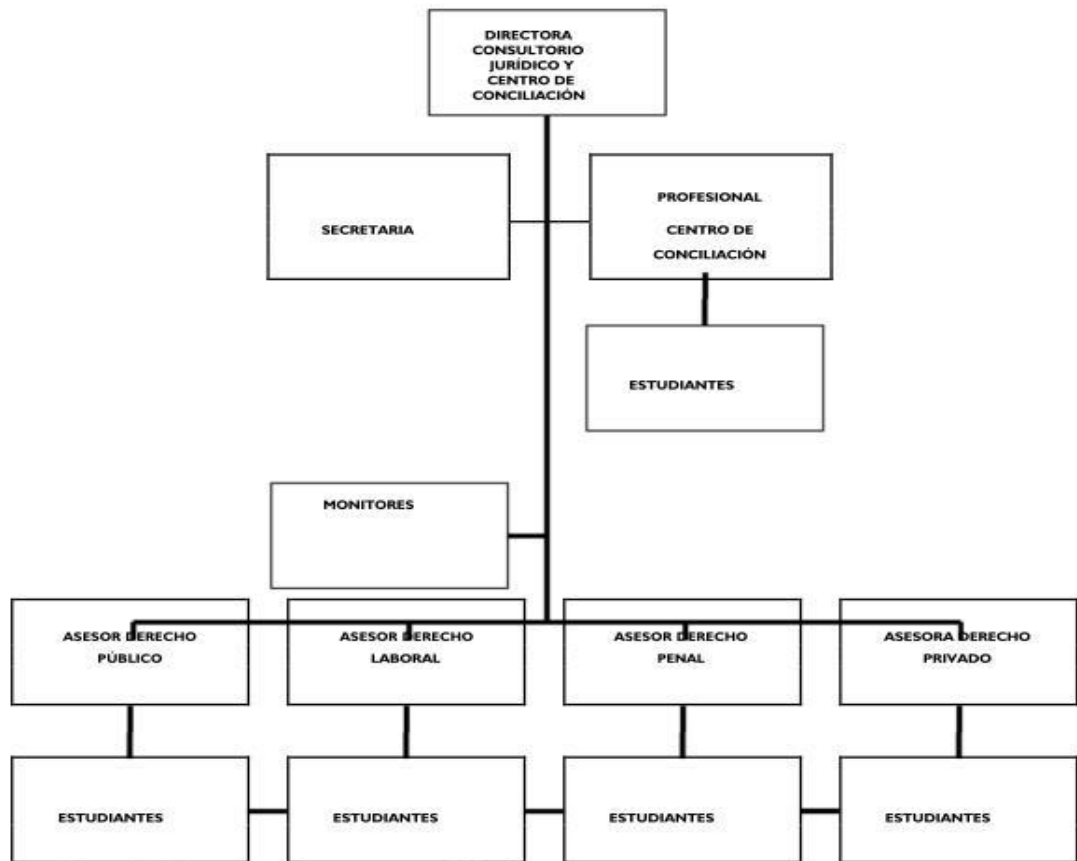 DIRECTORA
CONSULTORIO
JURÍDICO Y
CENTRO DE
CONCILIACIÓN
SECRETARIA
PROFESIONAL
CENTRO DE
CONCILIACIÓN
ESTUDIANTES
MONITORES
ASESOR DERECHO
PÚBLICO
ASESOR DERECHO
LABORAL
ASESOR DERECHO
PENAL
ASESORA DERECHO
PRIVADO
ESTUDIANTES
ESTUDIANTES
ESTUDIANTES
ESTUDIANTES